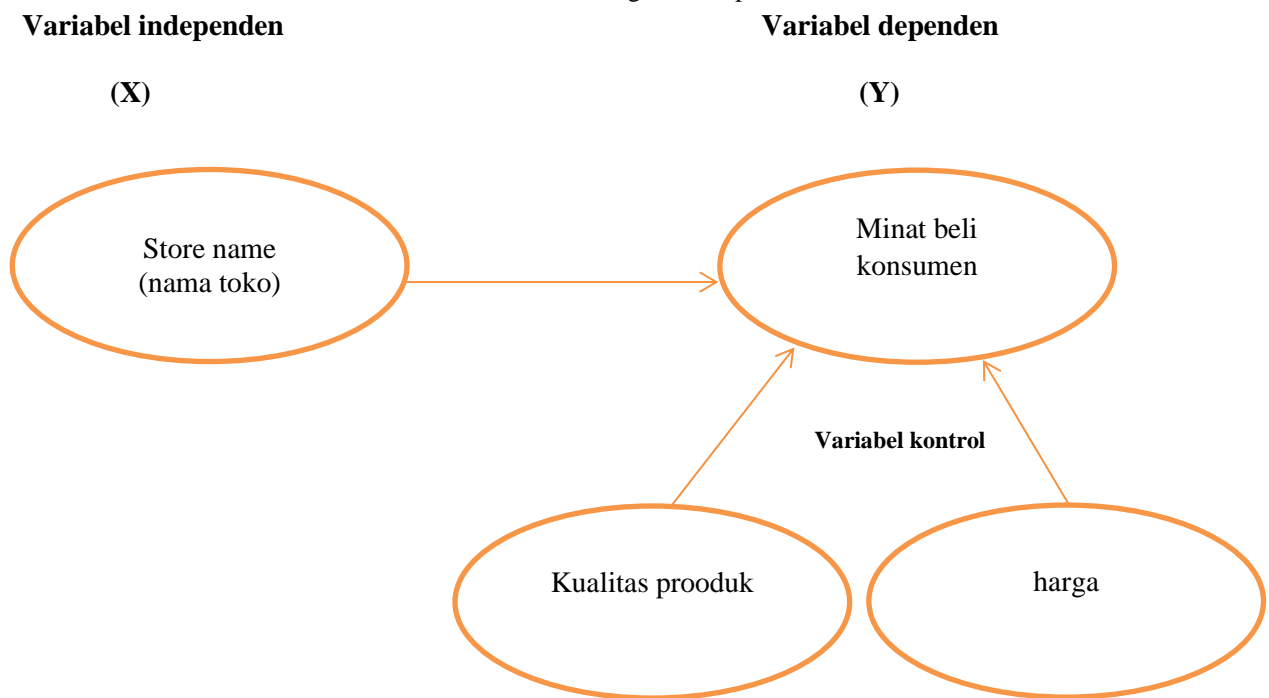 Variabel independen
Variabel dependen
(X)
(Y)
Store name
(nama toko)
Minat beli
konsumen
Variabel kontrol
Kualitas prooduk
harga